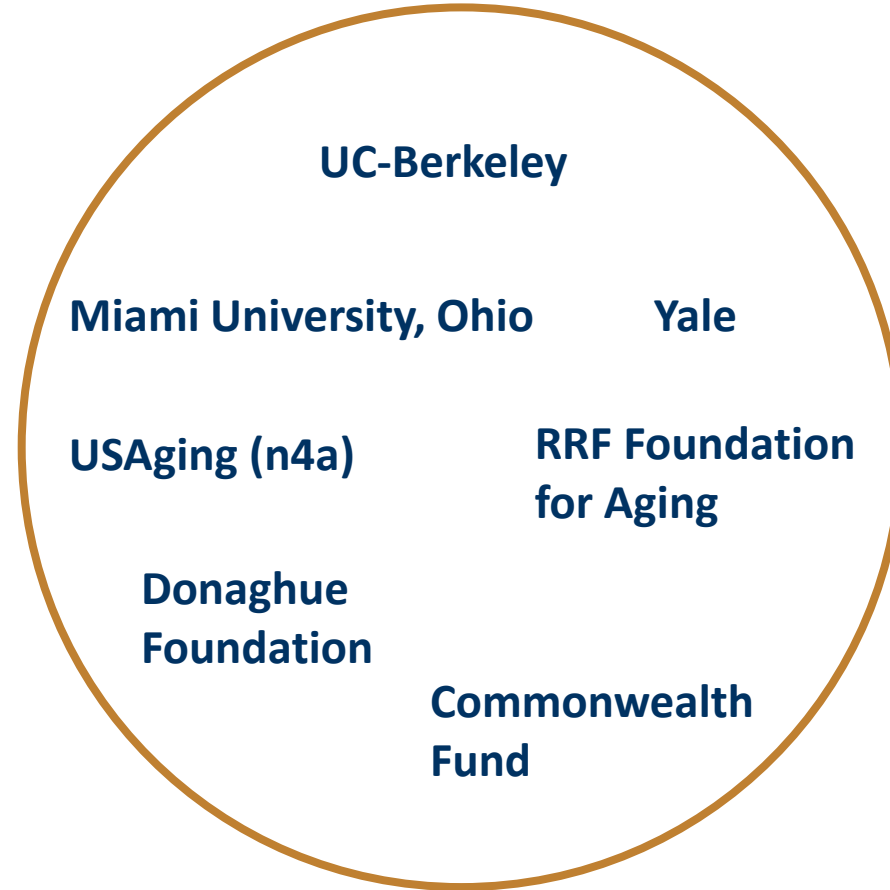 UC-Berkeley
Miami University, Ohio
Yale
USAging (n4a)
RRF Foundation
for Aging
Donaghue
Foundation
Commonwealth
Fund